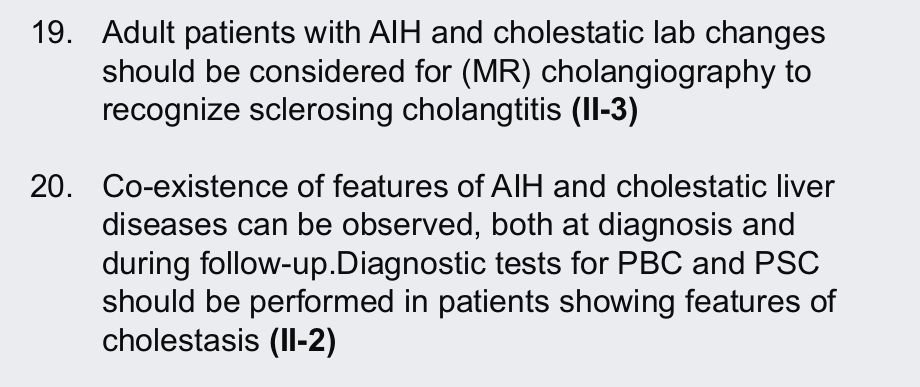 19. Adult patients with AIH and cholestatic lab changes
should be considered for (MR) cholangiography to
recognize sclerosing cholangtitis (II-3)
20. Co-existence of features of AIH and cholestatic liver
diseases can be observed, both at diagnosis and
during follow-up.Diagnostic tests for PBC and PSC
should be performed in patients showing features of
cholestasis (II-2)